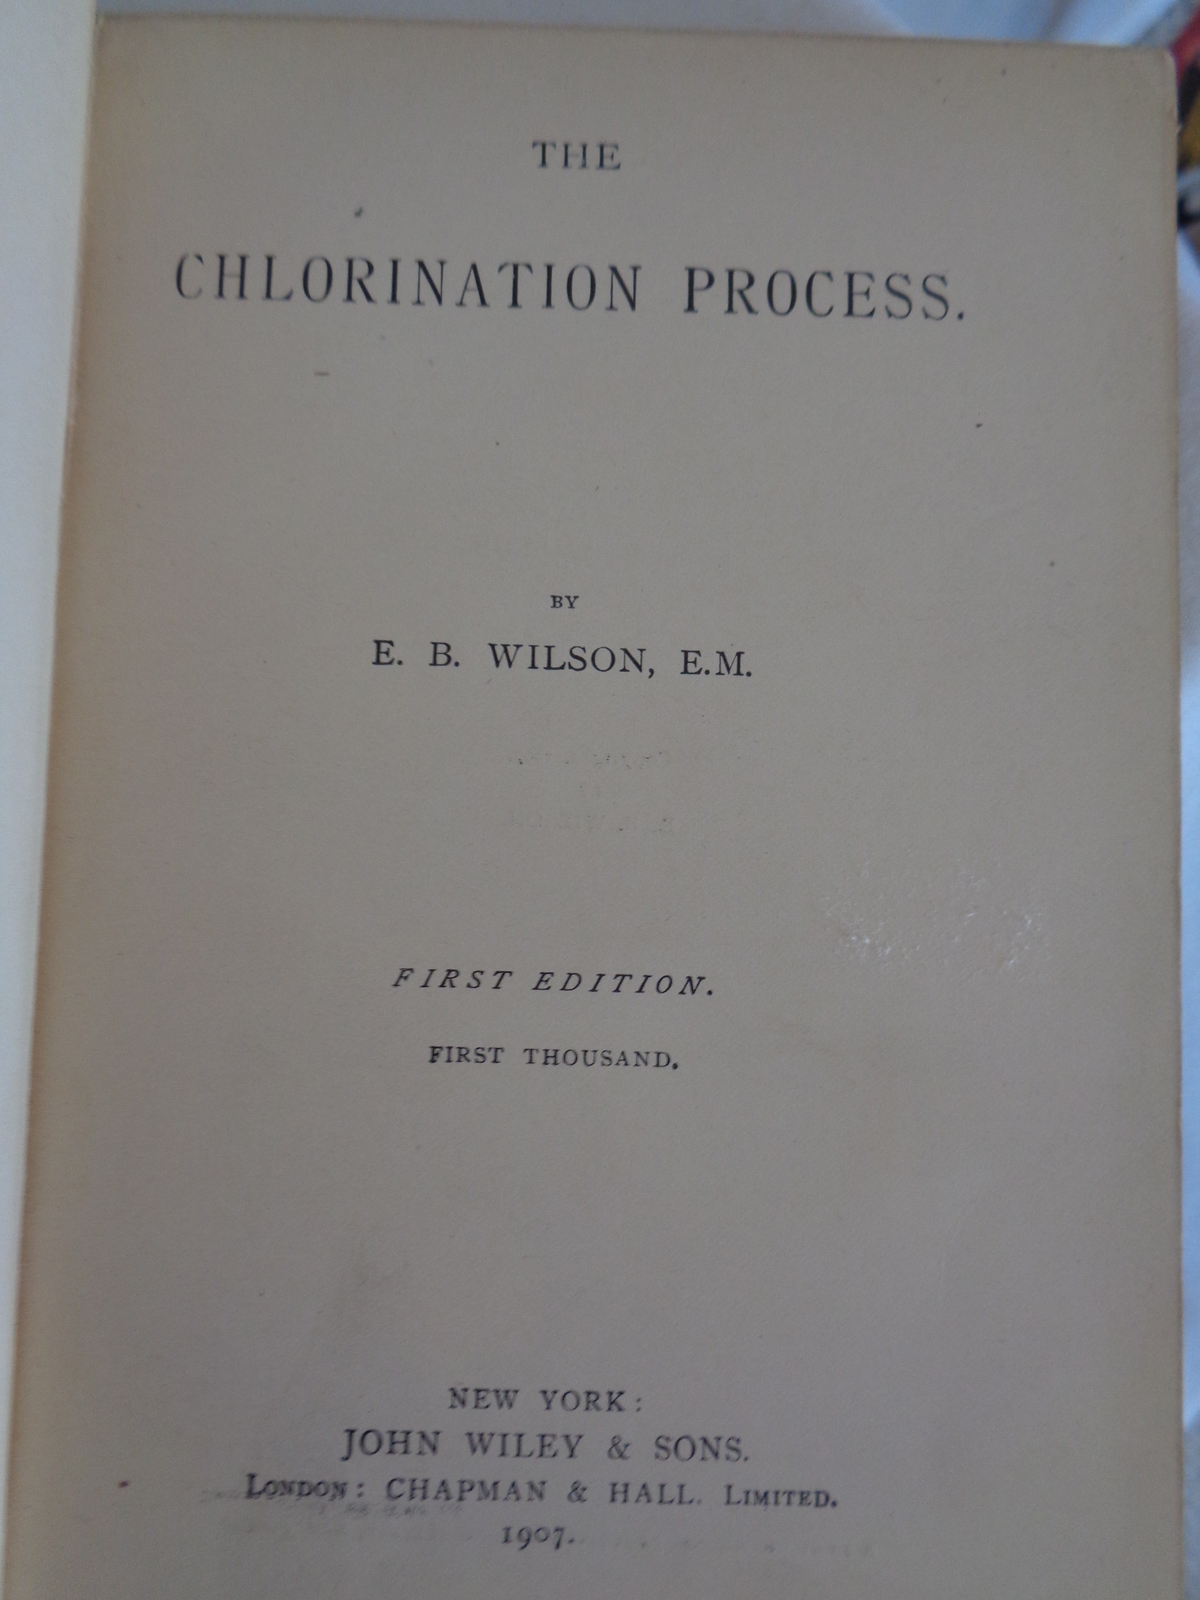 THE
CHLORINATION PROCESS.
BY
E. B. WILSON, E.M.
FIRST EDITION.
FIRST THOUSAND.
NEW YORK:
JOHN WILEY & SONS.
LONDON: CHAPMAN & HALL. LIMITED.
1907.